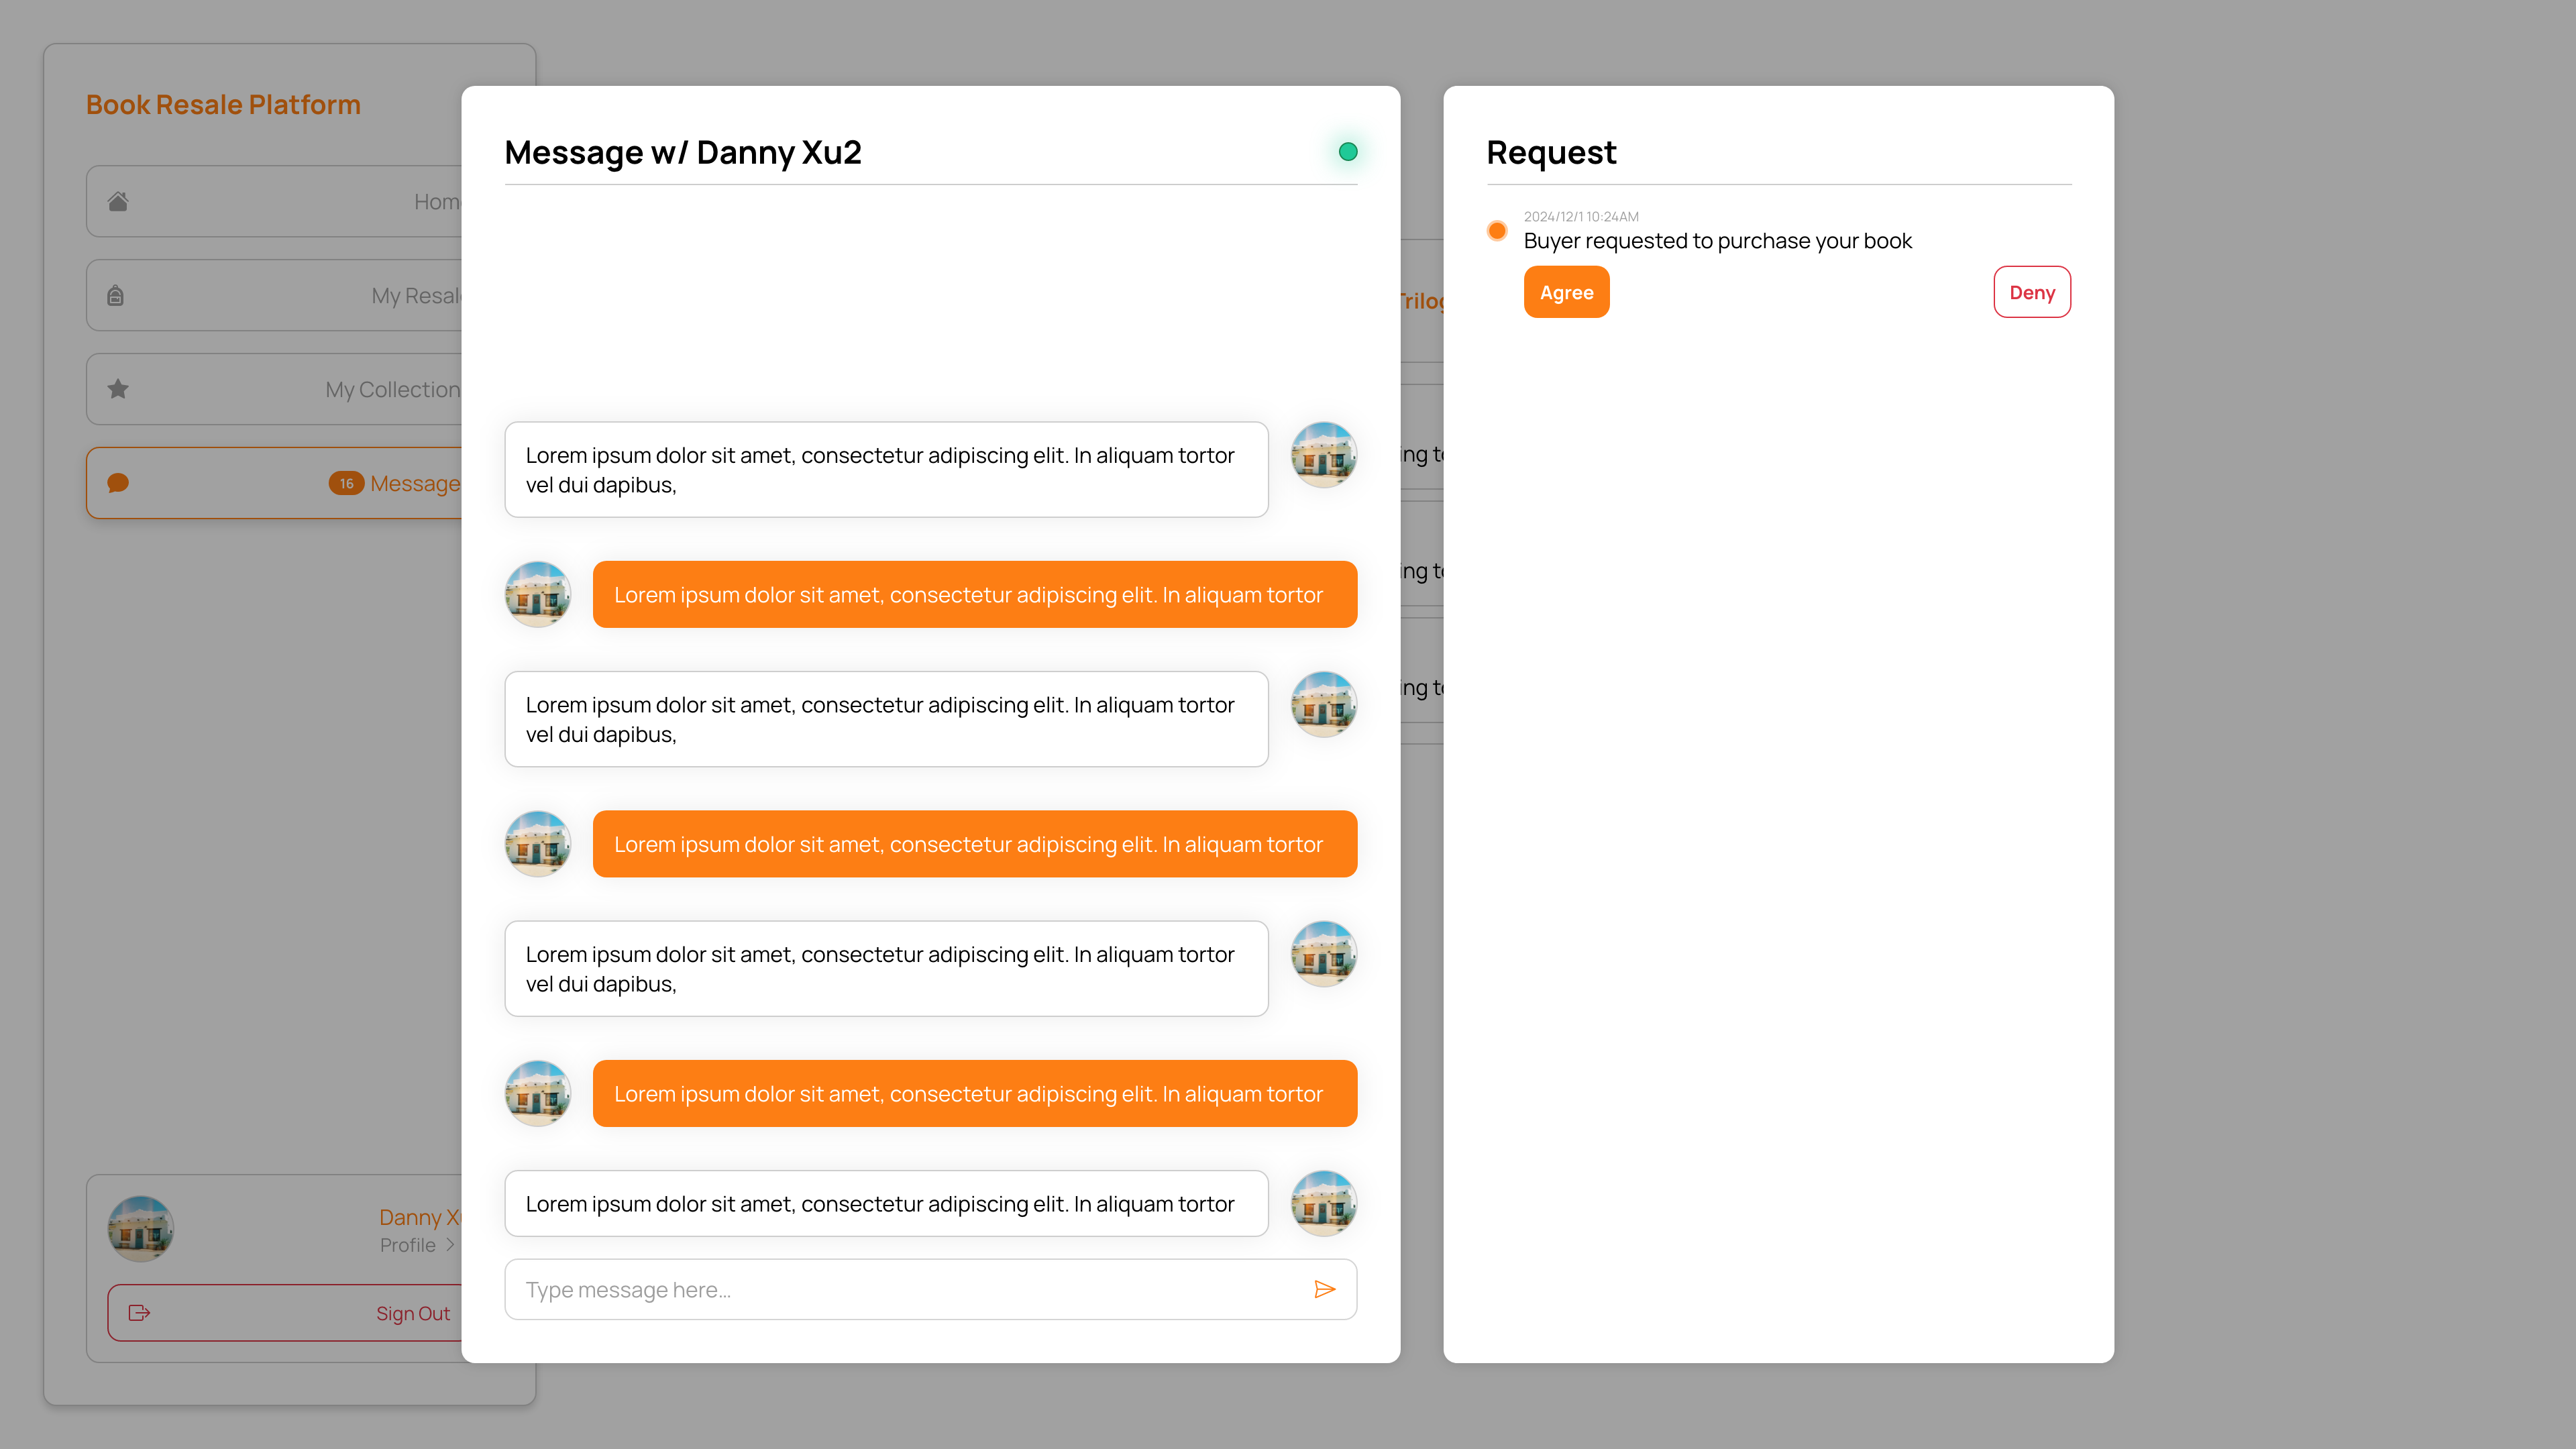 Book Resale Platform
Home
My Resale
My Collection
16 Message
Danny X
Profile
Sign Out
Message w/ Danny Xu2
Lorem ipsum dolor sit amet, consectetur adipiscing elit. In aliquam tortor
vel dui dapibus,
Lorem ipsum dolor sit amet, consectetur adipiscing elit. In aliquam tortor
Lorem ipsum dolor sit amet, consectetur adipiscing elit. In aliquam tortor
vel dui dapibus,
Lorem ipsum dolor sit amet, consectetur adipiscing elit. In aliquam tortor
Lorem ipsum dolor sit amet, consectetur adipiscing elit. In aliquam tortor
vel dui dapibus,
Lorem ipsum dolor sit amet, consectetur adipiscing elit. In aliquam tortor
Lorem ipsum dolor sit amet, consectetur adipiscing elit. In aliquam tortor
Type message here...
Trilog
ing to
ing to
ing to
Request
2024/12/1 10:24AM
Buyer requested to purchase your book
Agree
Deny